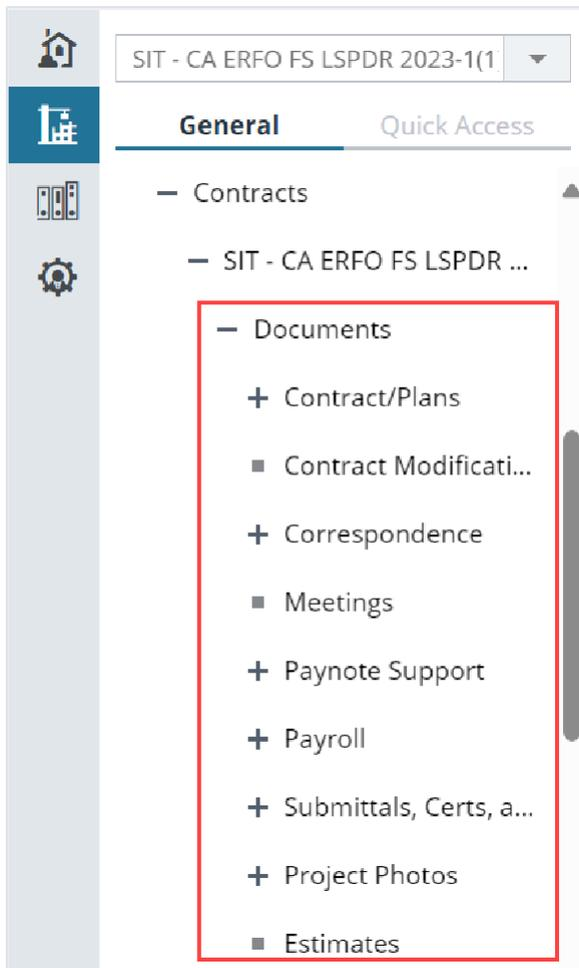 SIT - CA ERFO FS LSPDR 2023-1(1
General Quick Access
Contracts
SIT - CA ERFO FS LSPDR ...
Documents
Contract/Plans
Contract Modificati...
Correspondence
Meetings
Paynote Support
Payroll
Submittals, Certs, a...
Project Photos
Estimates